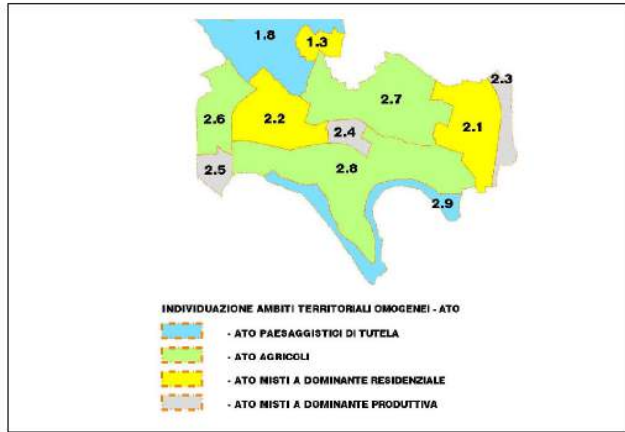 1.8
1.3
2.3
2.7
2.6
2.2
2.4
2.1
2.5
2.8
2.9
INDIVIDUAZIONE AMBITI TERRITORIALI OMOGENEI - ATO
- ATO PAESAGGISTICI DI TUTELA
- ATO AGRICOLI
- ATO MISTI A DOMINANTE RESIDENZIALE
- ATO MISTI A DOMINANTE PRODUTTIVA